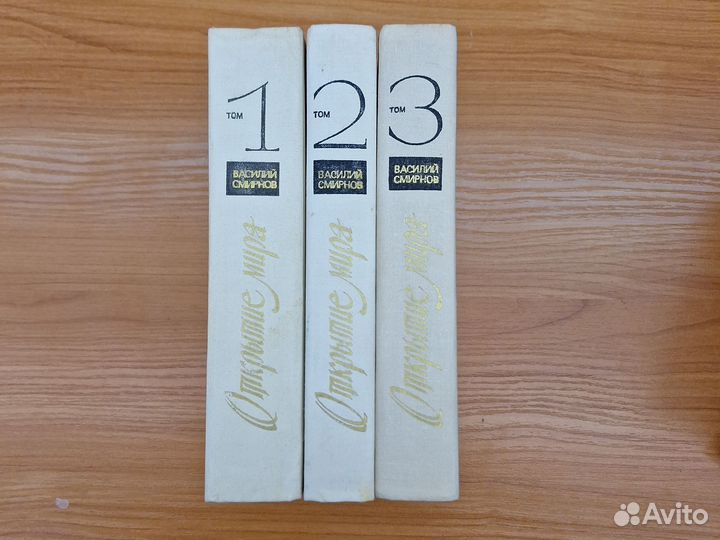 ТОМ 1
ВАСИЛИЙ
СМИРНОВ
Открытие мира
ТОМ 2
ВАСИЛИЙ
СМИРНОВ
Открытие мира
ТОМ 3
ВАСИЛИЙ
СМИРНОВ
Открытие мира
Avito